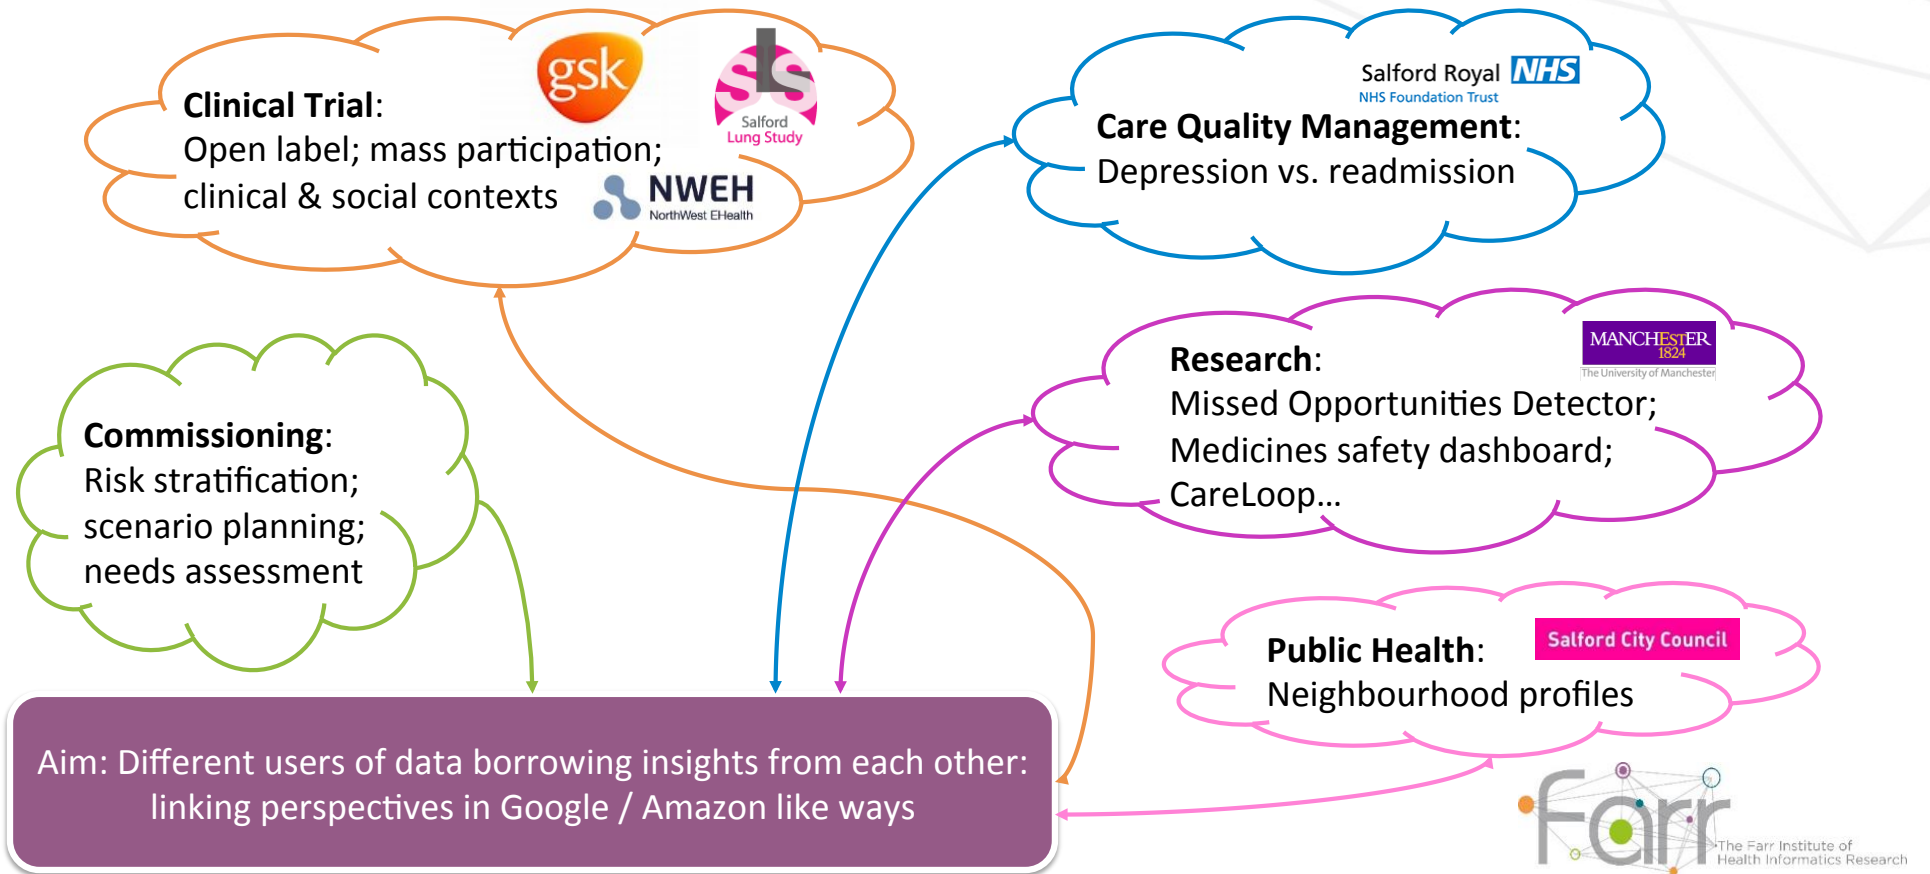 gsk
SLS
Salford
Lung Study
Clinical Trial:
Open label; mass participation;
clinical & social contexts
NWEH
NorthWest EHealth
Salford Royal NHS
NHS Foundation Trust
Care Quality Management:
Depression vs. readmission
MANCHESTER
1824
The University of Manchester
Research:
Missed Opportunities Detector;
Medicines safety dashboard;
CareLoop...
Commissioning:
Risk stratification;
scenario planning;
needs assessment
Salford City Council
Public Health:
Neighbourhood profiles
Aim: Different users of data borrowing insights from each other:
linking perspectives in Google / Amazon like ways
farr
The Farr Institute of
Health Informatics Research